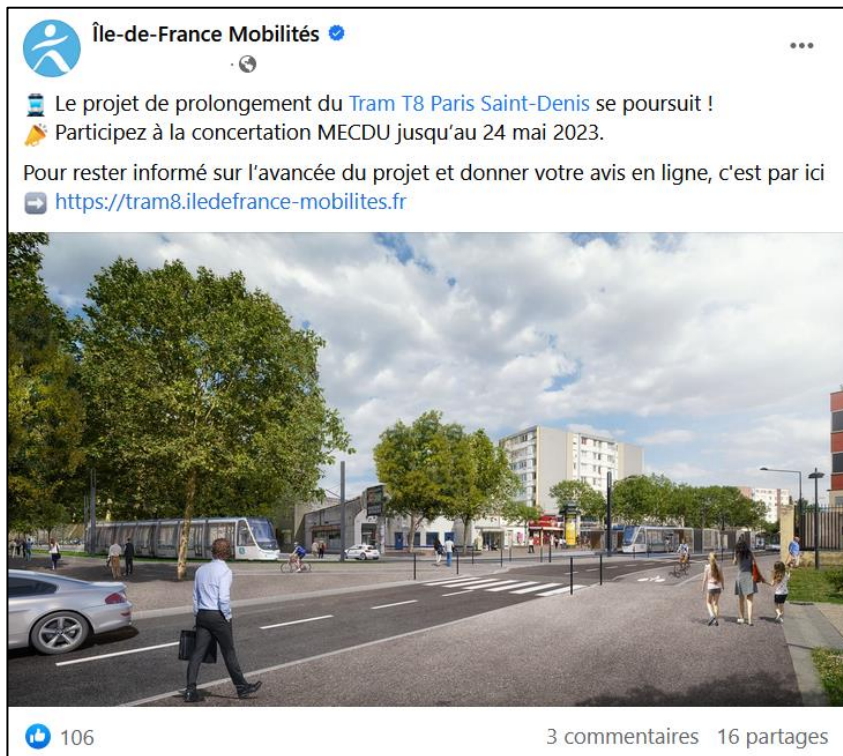 Île-de-France Mobilités
Le projet de prolongement du Tram T8 Paris Saint-Denis se poursuit !
Participez à la concertation MECDU jusqu’au 24 mai 2023.
Pour rester informé sur l’avancée du projet et donner votre avis en ligne, c'est par ici
https://tram8.iledefrance-mobilites.fr
106
3 commentaires 16 partages